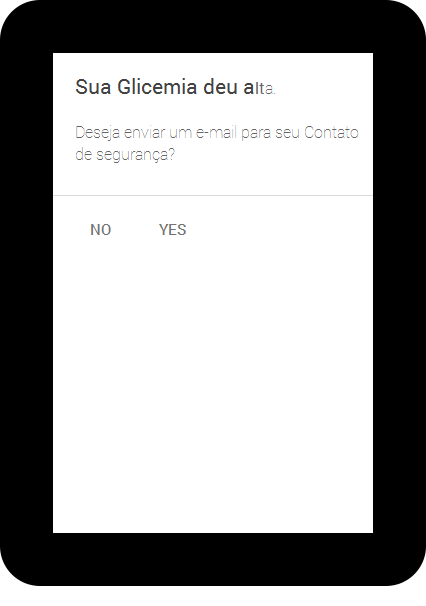 Sua Glicemia deu alta.
Deseja enviar um e-mail para seu Contato
de segurança?
NO YES